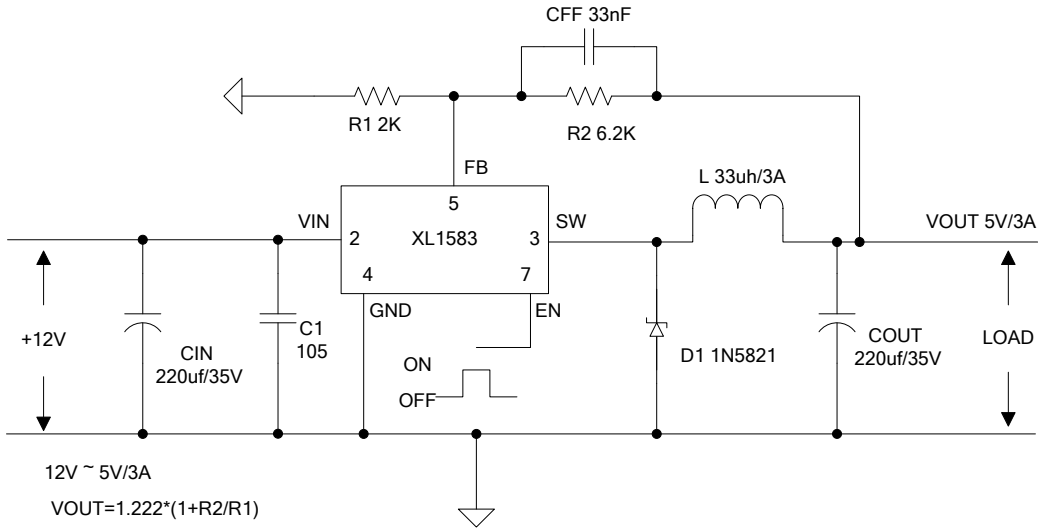 CFF 33nF
R1 2K
R2 6.2K
FB
L 33uh/3A
5
VIN
SW
VOUT 5V/3A
2
XL1583
3
4
7
GND
EN
+12V
C1
105
CIN
220uf/35V
ON
OFF
D1 1N5821
COUT
220uf/35V
LOAD
12V ~ 5V/3A
VOUT=1.222*(1+R2/R1)